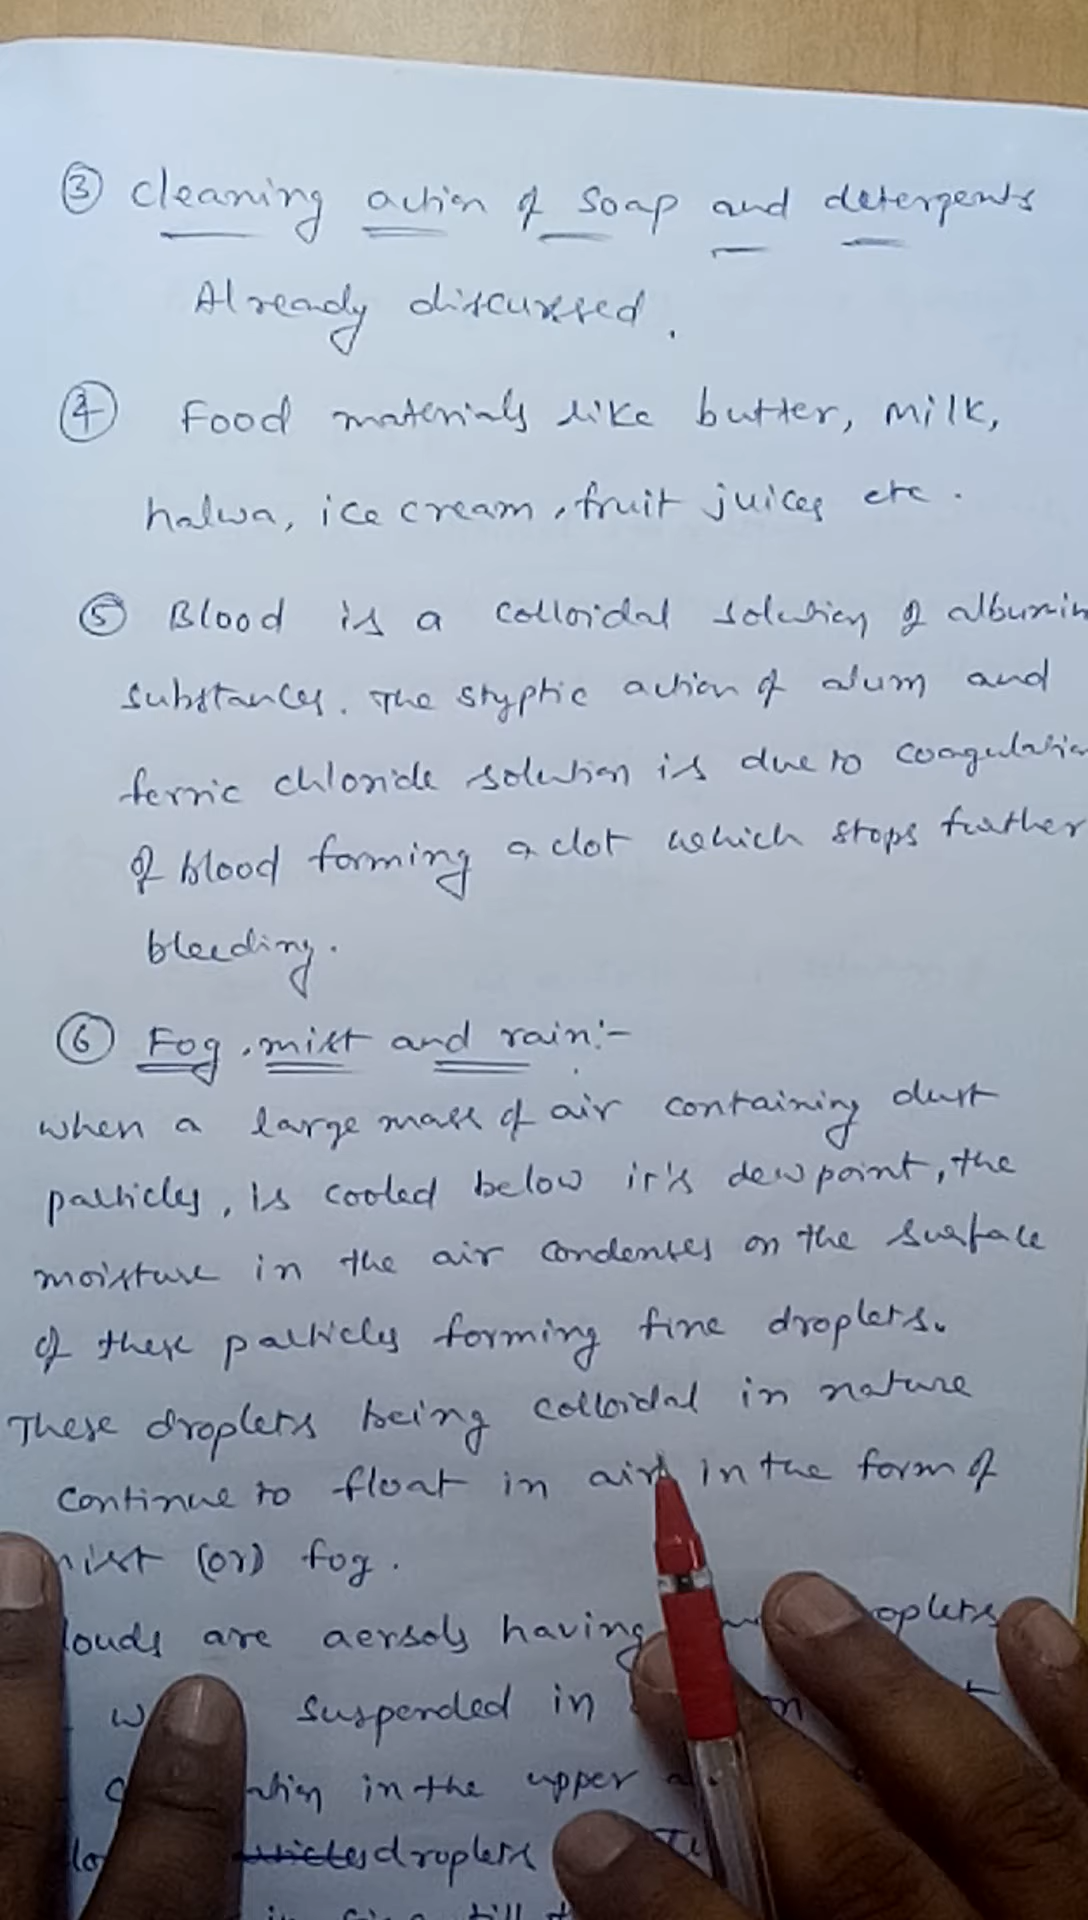 ③ cleaning action of soap and detergents
Already discussed.
④ Food materials like butter, milk,
halwa, ice cream, fruit juices etc.
⑤ Blood is a colloidal solution of albumin
substances. The styptic action of alum and
ferric chloride solution is due to coagulation
of blood forming a clot which stops further
bleeding.
⑥ Fog, mist and rain:-
when a large mass of air containing dust
particles, is cooled below it's dew point, the
moisture in the air condenses on the surface
of these particles forming fine droplets.
These droplets being colloidal in nature
continue to float in air in the form of
mist (or) fog.
louds are aersols having oplets
suspended in
in the upper
droplets
till